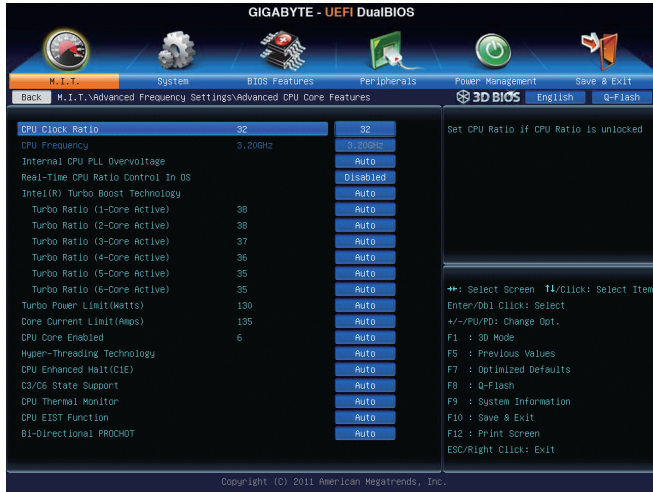 GIGABYTE - UEFI DualBIOS
M.I.T. System BIOS Features Peripherals Power Management Save & Exit
Back M.I.T.\Advanced Frequency Settings\Advanced CPU Core Features 3D BIOS English Q-Flash
CPU Clock Ratio 32 32
CPU Frequency 3.20GHz 3.20GHz
Internal CPU PLL Overvoltage Auto
Real-Time CPU Ratio Control In OS Disabled
Intel(R) Turbo Boost Technology Auto
Turbo Ratio (1-Core Active) 38 Auto
Turbo Ratio (2-Core Active) 38 Auto
Turbo Ratio (3-Core Active) 37 Auto
Turbo Ratio (4-Core Active) 36 Auto
Turbo Ratio (5-Core Active) 35 Auto
Turbo Ratio (6-Core Active) 35 Auto
Turbo Power Limit(Watts) 130 Auto
Core Current Limit(Amps) 135 Auto
CPU Core Enabled 6 Auto
Hyper-Threading Technology Auto
CPU Enhanced Halt(C1E) Auto
C3/C6 State Support Auto
CPU Thermal Monitor Auto
CPU EIST Function Auto
Bi-Directional PROCHOT Auto
Set CPU Ratio if CPU Ratio is unlocked
→←: Select Screen ↑↓/Click: Select Item
Enter/Dbl Click: Select
+/-/PU/PD: Change Opt.
F1 : 3D Mode
F5 : Previous Values
F7 : Optimized Defaults
F8 : Q-Flash
F9 : System Information
F10 : Save & Exit
F12 : Print Screen
ESC/Right Click: Exit
Copyright (C) 2011 American Megatrends, Inc.